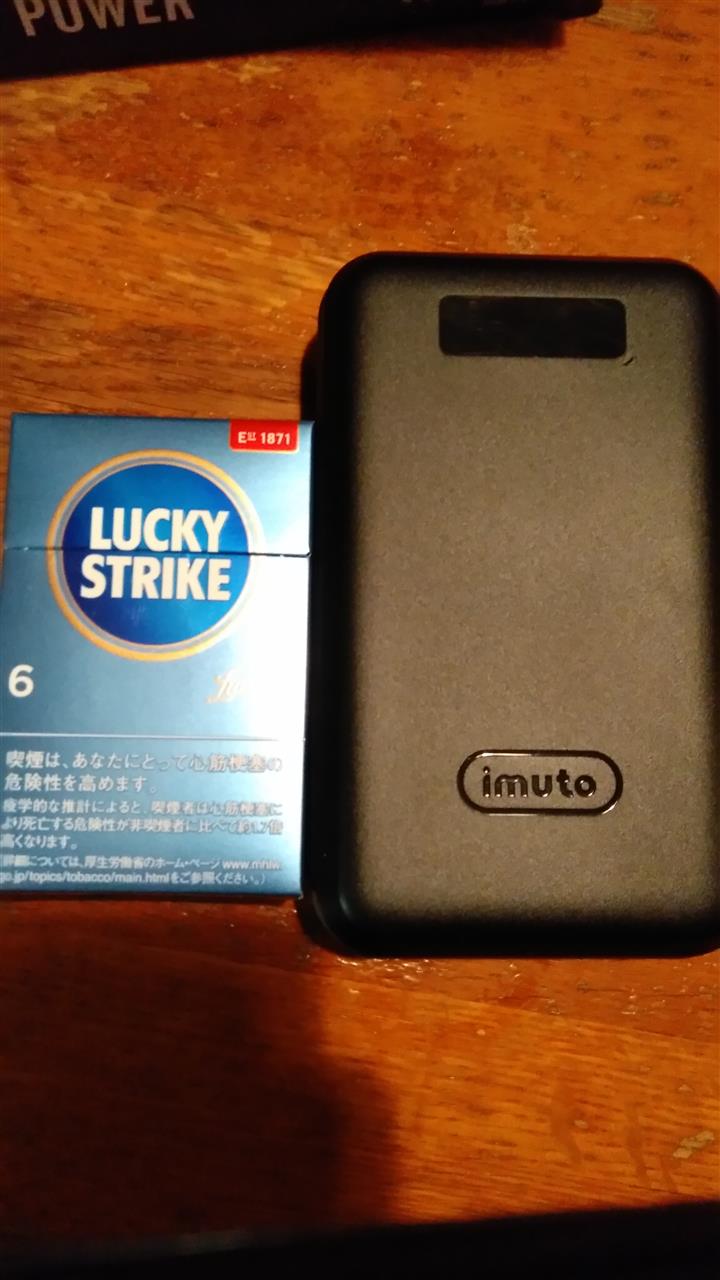 POWER
Est 1871
LUCKY
STRIKE
6
喫煙は、あなたにとって心筋梗塞の
危険性を高めます。
疫学的な推計によると、喫煙者は心筋梗塞に
より死亡する危険性が非喫煙者に比べて約1.7倍
高くなります。
(詳細については、厚生労働省のホーム・ページ www.mhlw.
go.jp/topics/tobacco/main.htmlをご参照ください。)
imuto